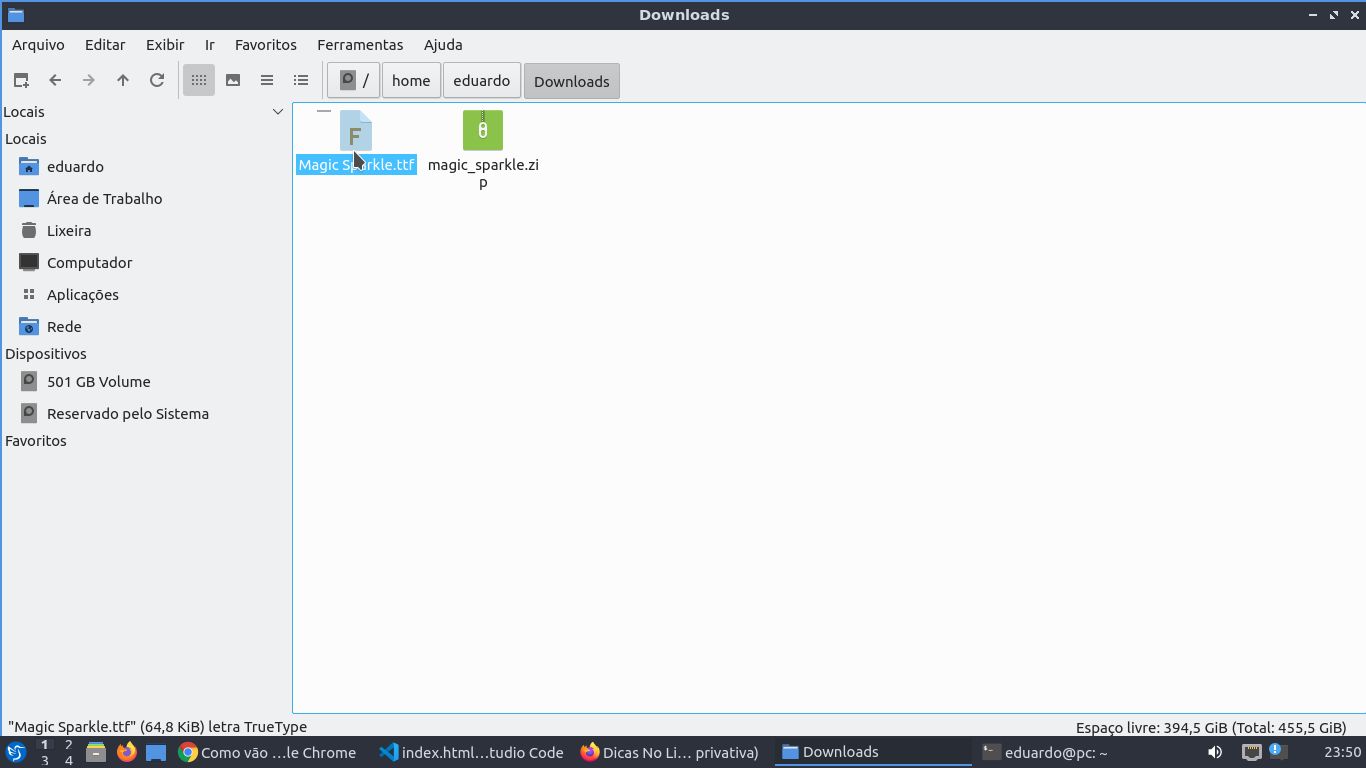 Downloads
Arquivo Editar Exibir Ir Favoritos Ferramentas Ajuda
/ home eduardo Downloads
Locais
Locais
eduardo
Área de Trabalho
Lixeira
Computador
Aplicações
Rede
Dispositivos
501 GB Volume
Reservado pelo Sistema
Favoritos
F
Magic Sparkle.ttf
magic_sparkle.zi
p
"Magic Sparkle.ttf" (64,8 KiB) letra TrueType
Espaço livre: 394,5 GiB (Total: 455,5 GiB)
1 2
3 4
Como vão ...le Chrome
index.html...tudio Code
Dicas No Li... privativa)
Downloads
eduardo@pc: ~
23:50